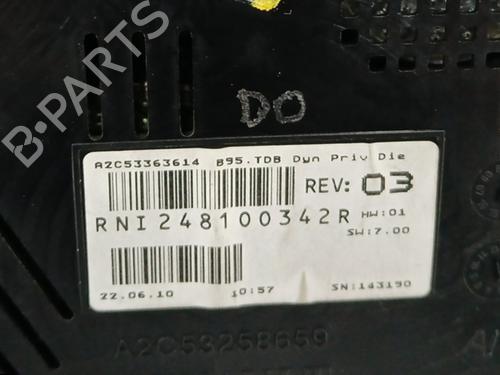 B-PARTS
DO
A2C53363614 B95.TDB Dyn Priv Die
REV: 03
RNI248100342R HW:01
SW:7.00
22.06.10 10:57 SN:143190
A2C53258659